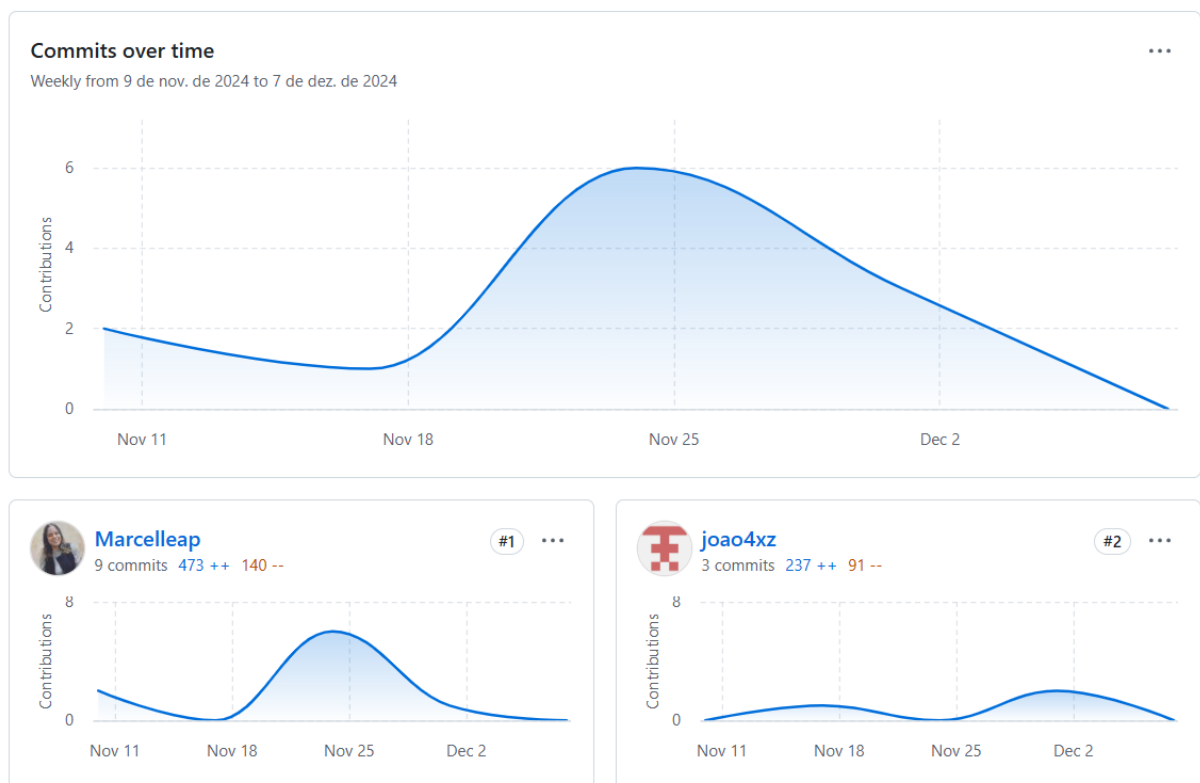 Commits over time
Weekly from 9 de nov. de 2024 to 7 de dez. de 2024
Contributions
6
4
2
0
Nov 11 Nov 18 Nov 25 Dec 2
Marcelleap #1
9 commits 473 ++ 140 --
Contributions
8
0
Nov 11 Nov 18 Nov 25 Dec 2
joao4xz #2
3 commits 237 ++ 91 --
Contributions
8
0
Nov 11 Nov 18 Nov 25 Dec 2